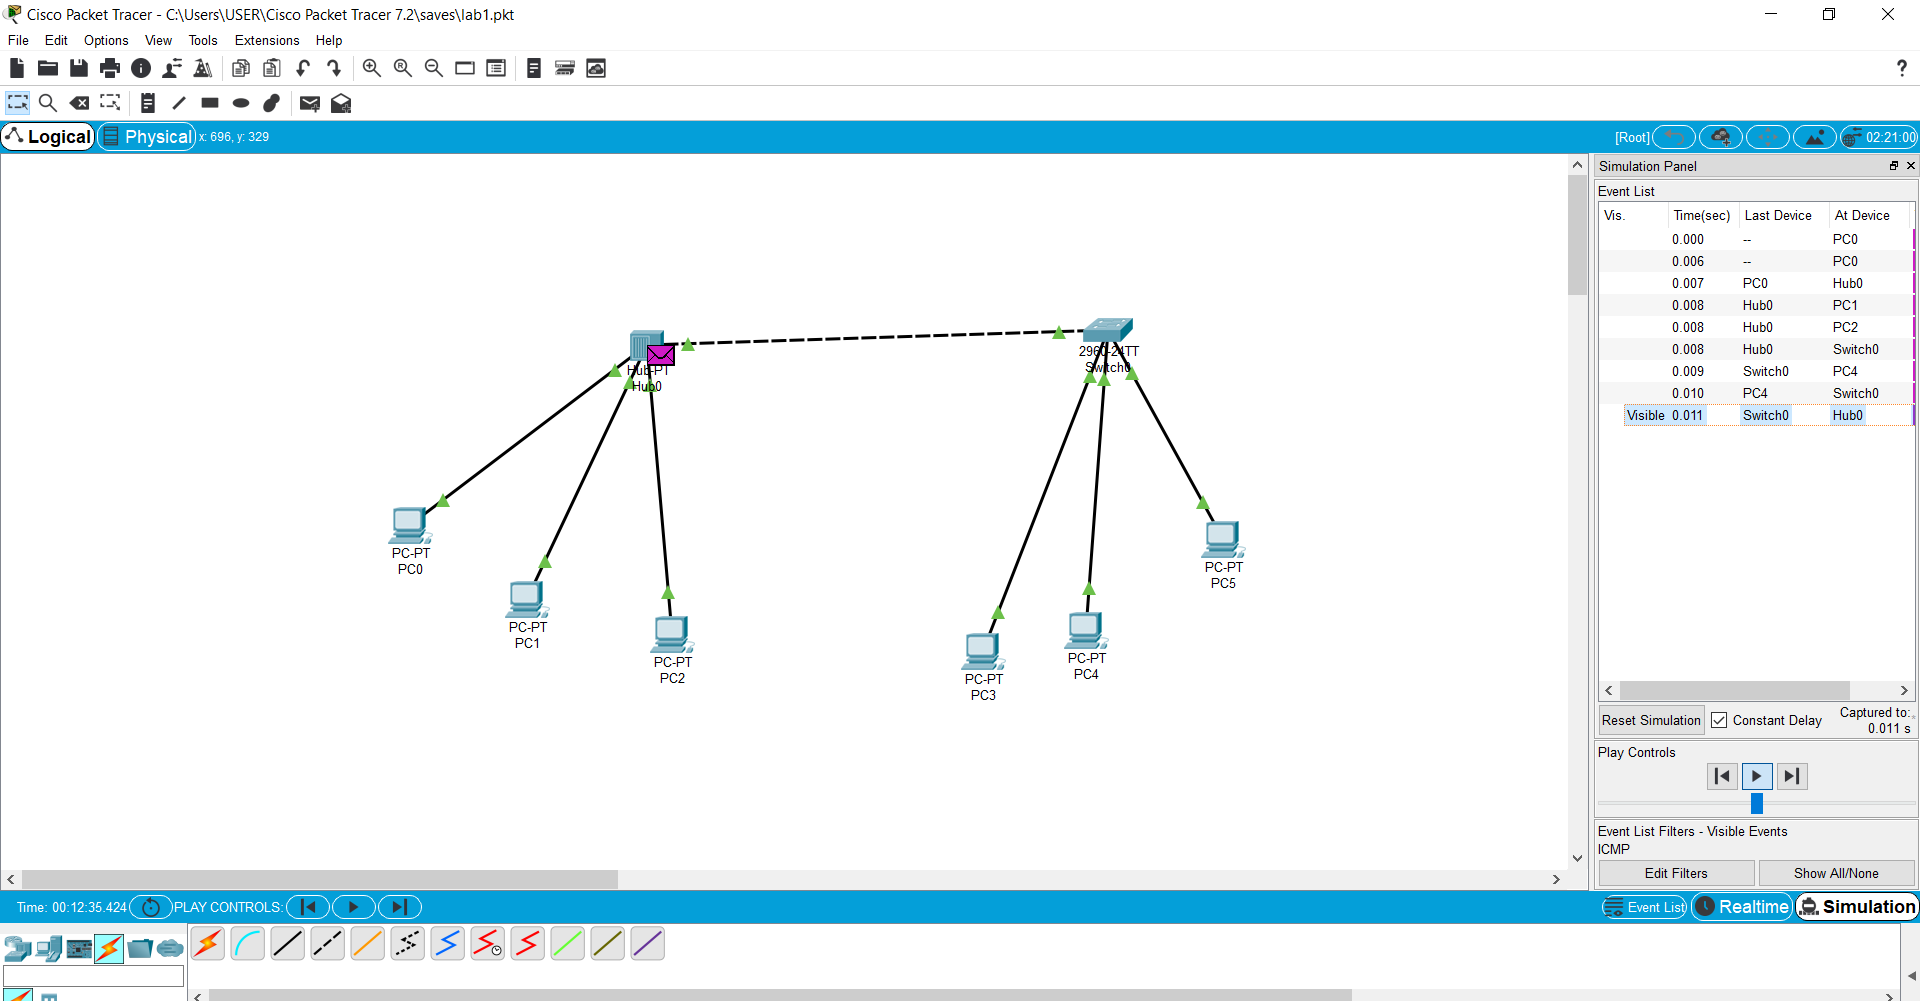 Cisco Packet Tracer - C:\Users\USER\Cisco Packet Tracer 7.2\saves\lab1.pkt
File Edit Options View Tools Extensions Help
?
Logical Physical x: 696, y: 329 [Root] 02:21:00
Simulation Panel
Event List
Vis. Time(sec) Last Device At Device
0.000 -- PC0
0.006 -- PC0
0.007 PC0 Hub0
0.008 Hub0 PC1
0.008 Hub0 PC2
0.008 Hub0 Switch0
0.009 Switch0 PC4
0.010 PC4 Switch0
Visible 0.011 Switch0 Hub0
Hub-PT
Hub0
2960-24TT
Switch0
PC-PT
PC0
PC-PT
PC1
PC-PT
PC2
PC-PT
PC3
PC-PT
PC4
PC-PT
PC5
Reset Simulation Constant Delay Captured to:
0.011 s
Play Controls
Event List Filters - Visible Events
ICMP
Edit Filters Show All/None
Time: 00:12:35.424 PLAY CONTROLS: Event List Realtime Simulation